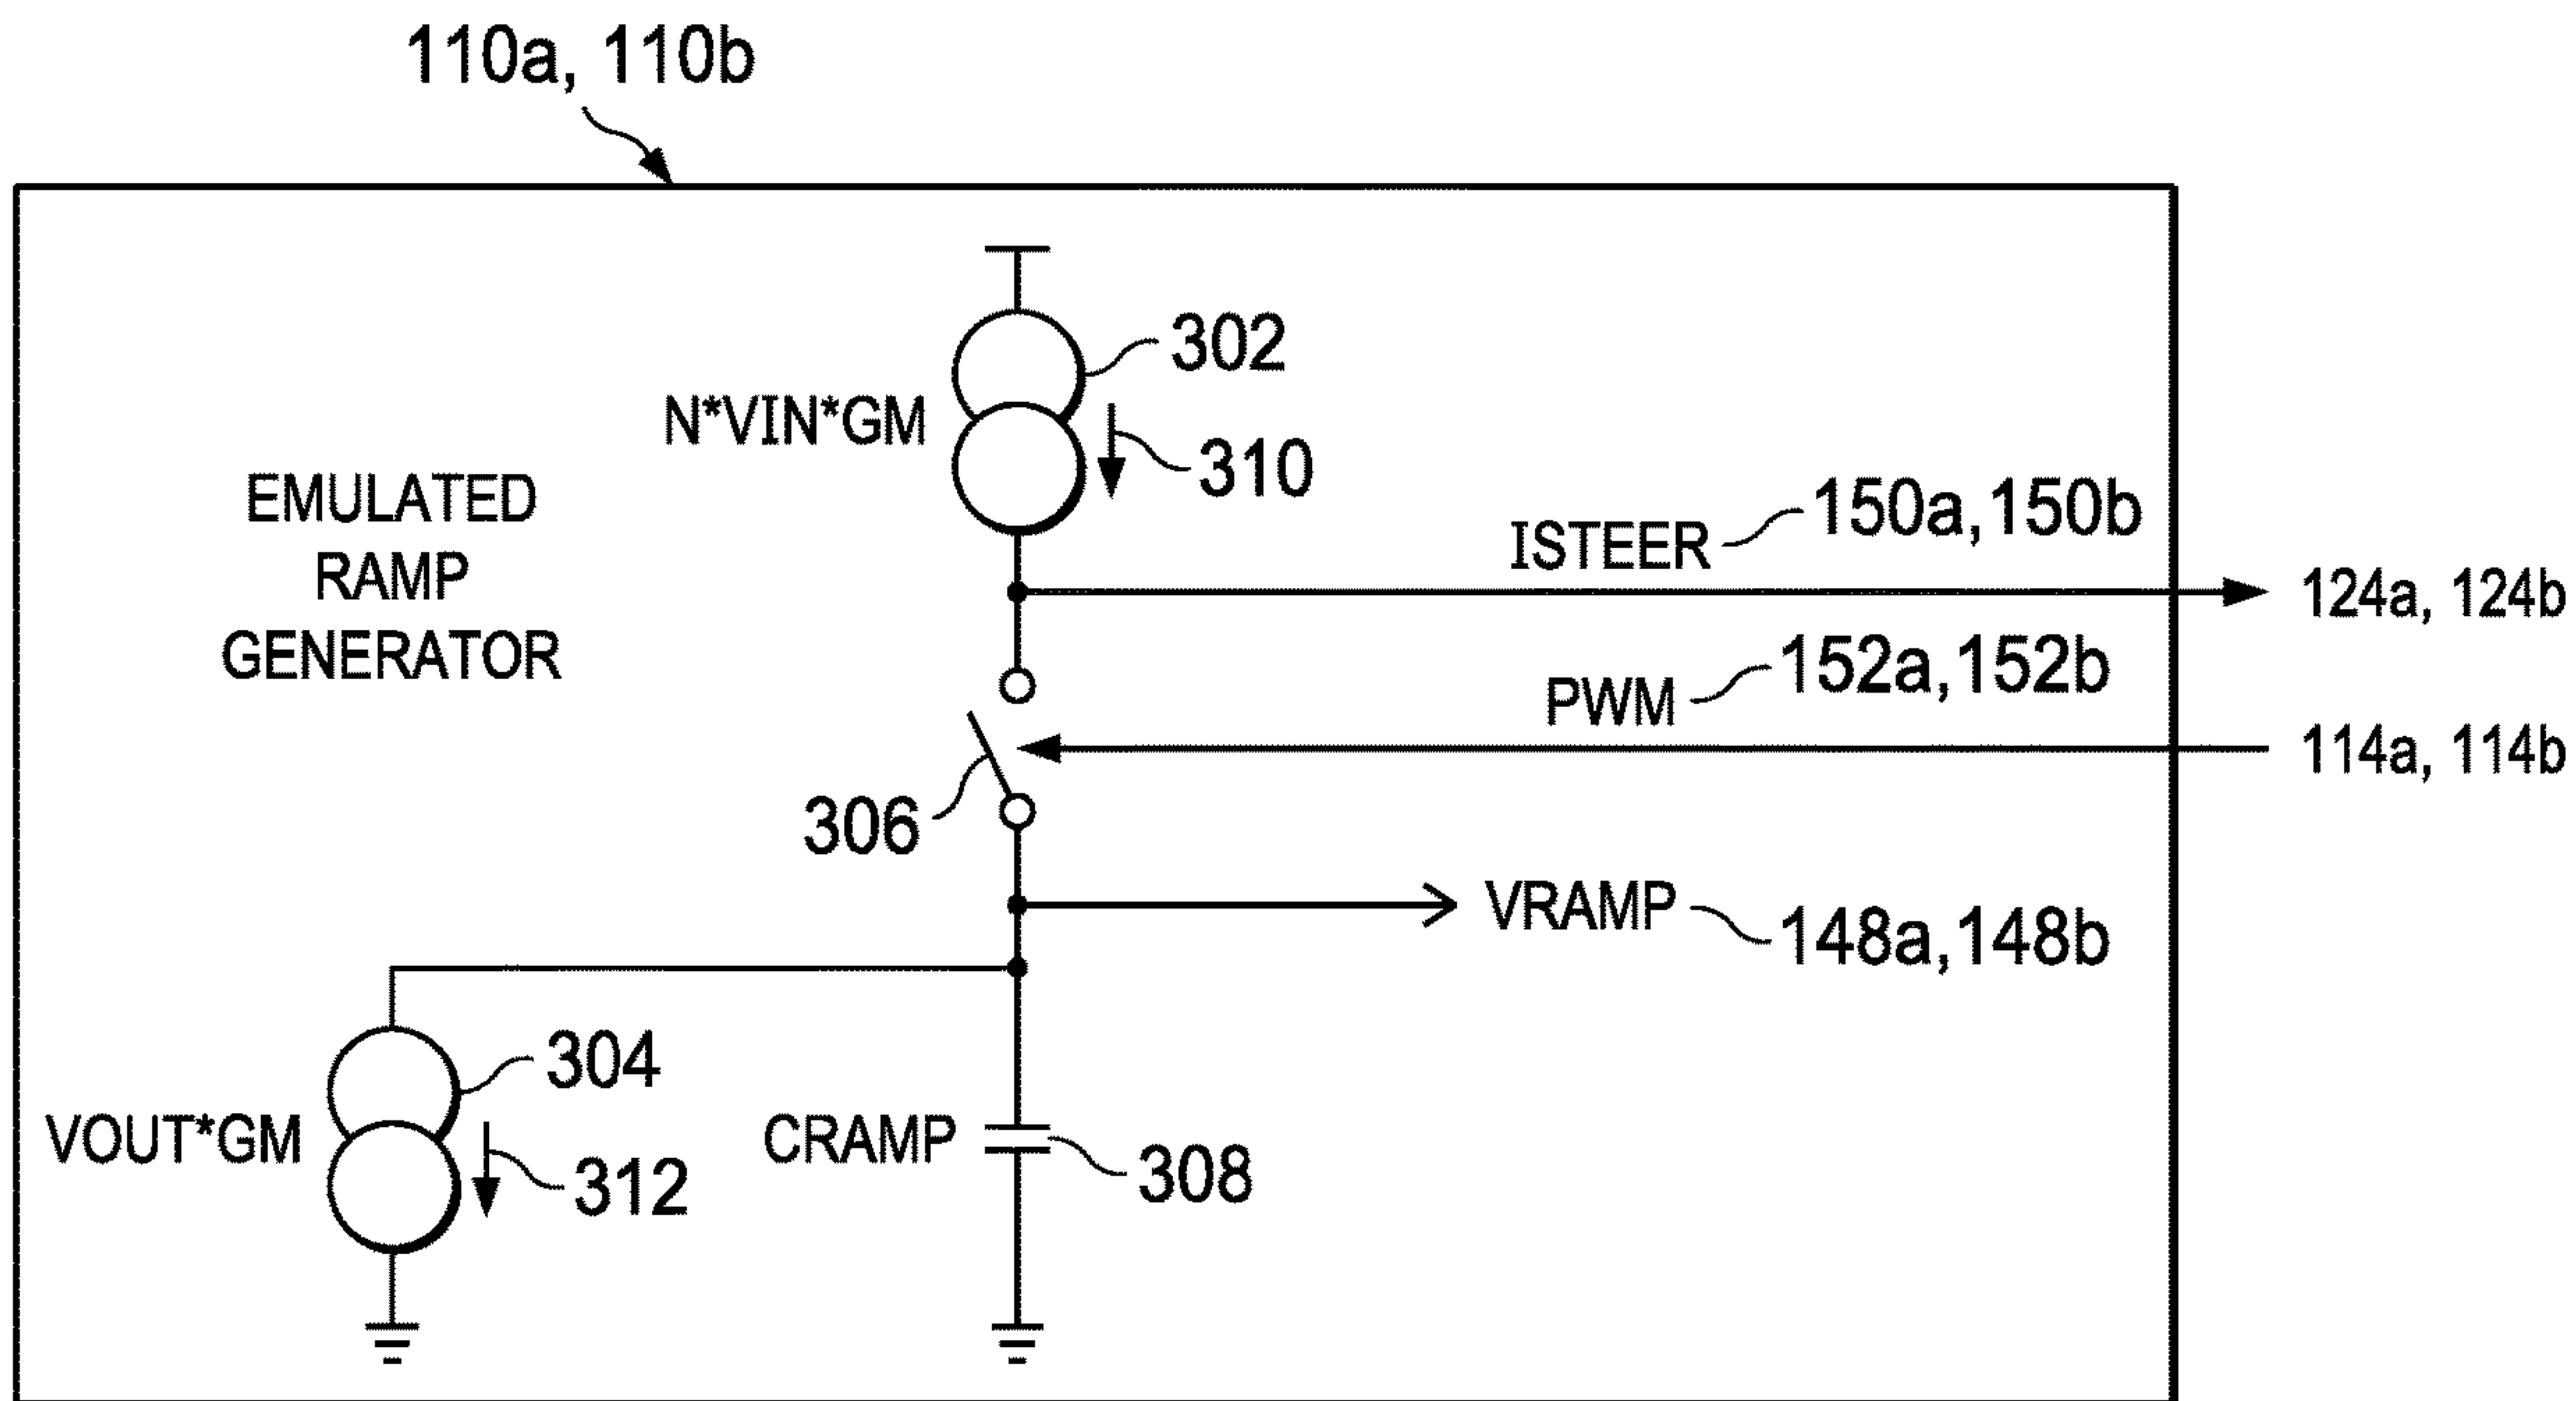 110a, 110b
302
N*VIN*GM
310
EMULATED
RAMP
GENERATOR
ISTEER
150a,150b
124a, 124b
PWM
152a,152b
114a, 114b
306
VRAMP
148a,148b
304
VOUT*GM
312
CRAMP
308